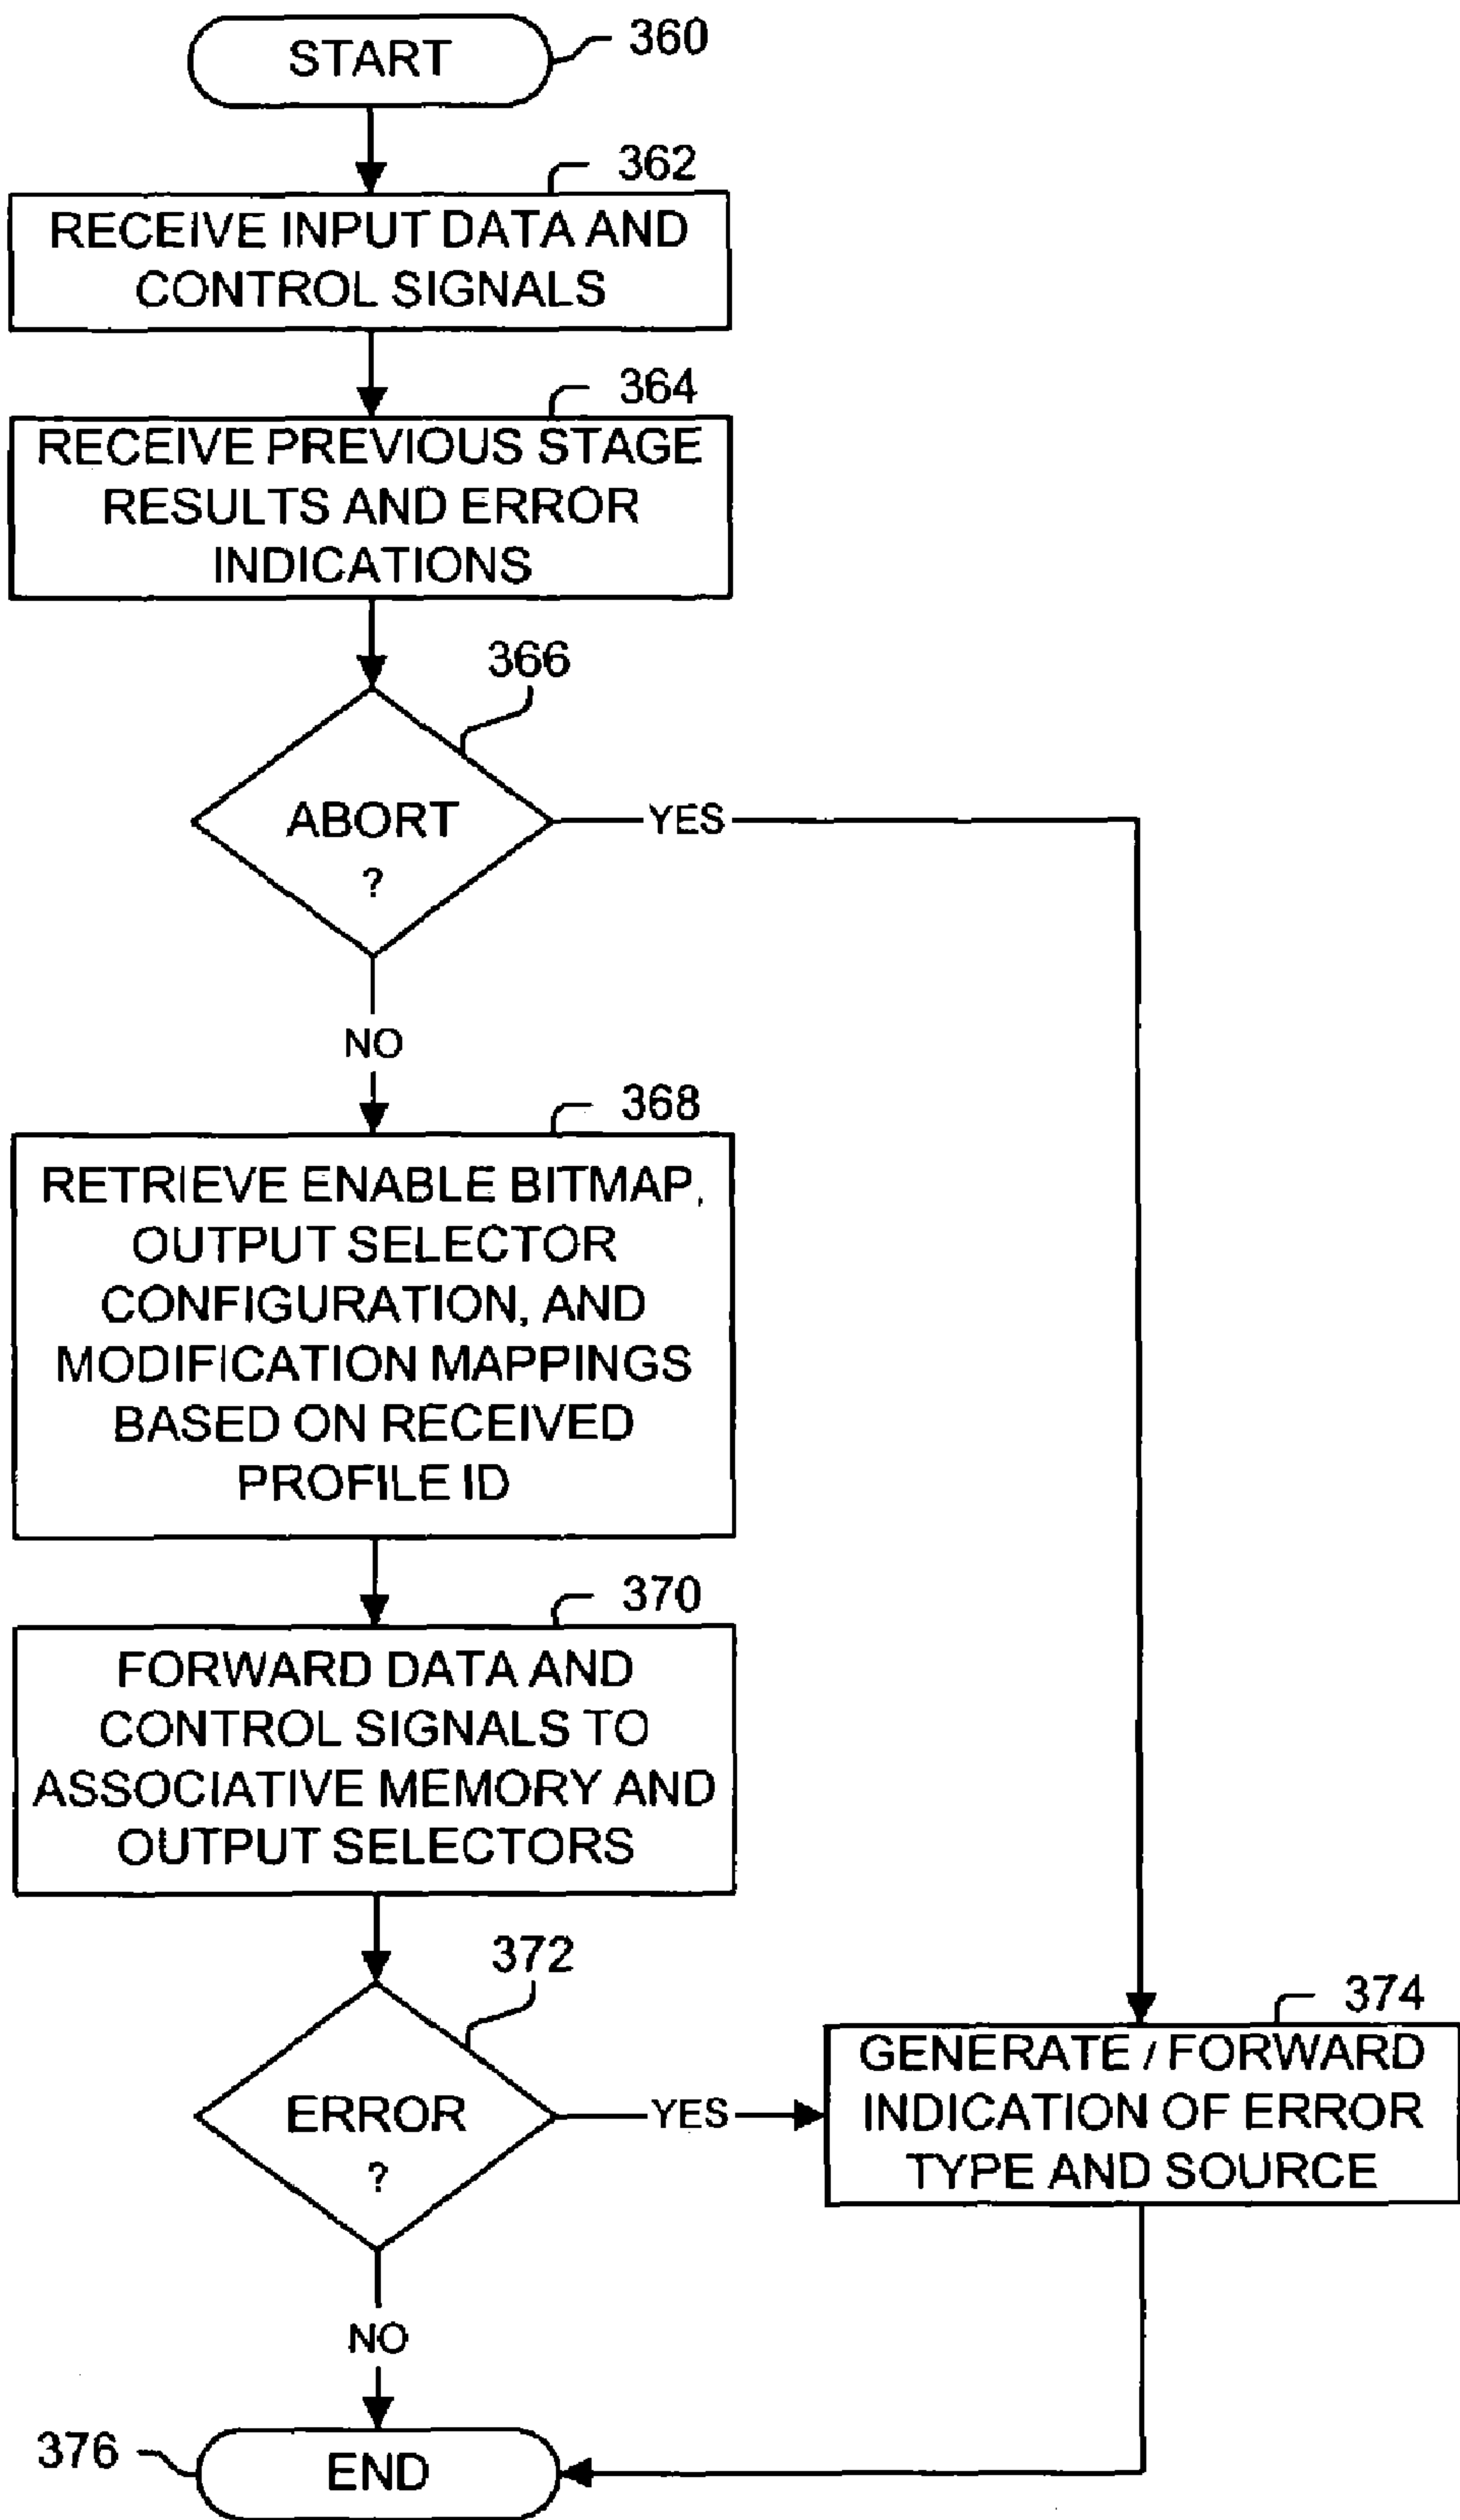 START
360
362
RECEIVE INPUT DATA AND
CONTROL SIGNALS
364
RECEIVE PREVIOUS STAGE
RESULTS AND ERROR
INDICATIONS
366
ABORT
?
YES
NO
368
RETRIEVE ENABLE BITMAP,
OUTPUT SELECTOR
CONFIGURATION, AND
MODIFICATION MAPPINGS
BASED ON RECEIVED
PROFILE ID
370
FORWARD DATA AND
CONTROL SIGNALS TO
ASSOCIATIVE MEMORY AND
OUTPUT SELECTORS
372
ERROR
?
YES
374
GENERATE / FORWARD
INDICATION OF ERROR
TYPE AND SOURCE
NO
376
END